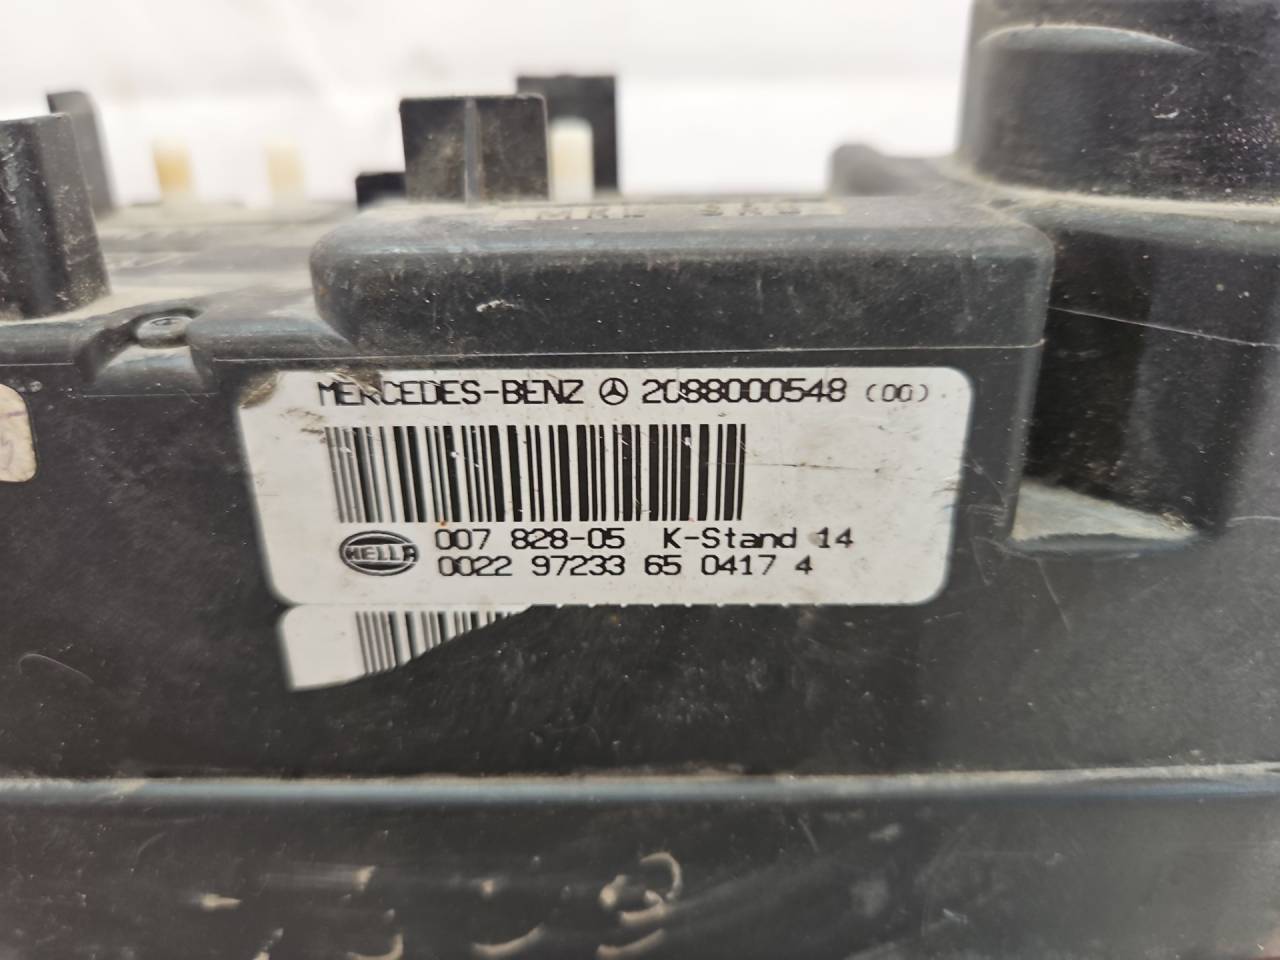 MERCEDES-BENZ 2088000548 (00)
HELLA 007 828-05 K-Stand 14
0022 97233 65 0417 4